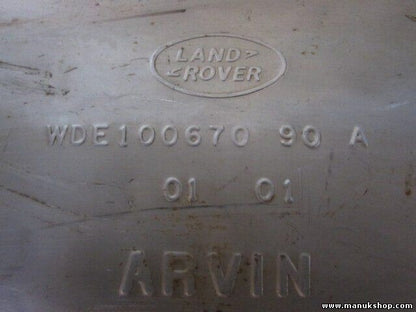 LAND
ROVER
WDE100670 90 A
01 01
ARVIN
www.manukshop.com